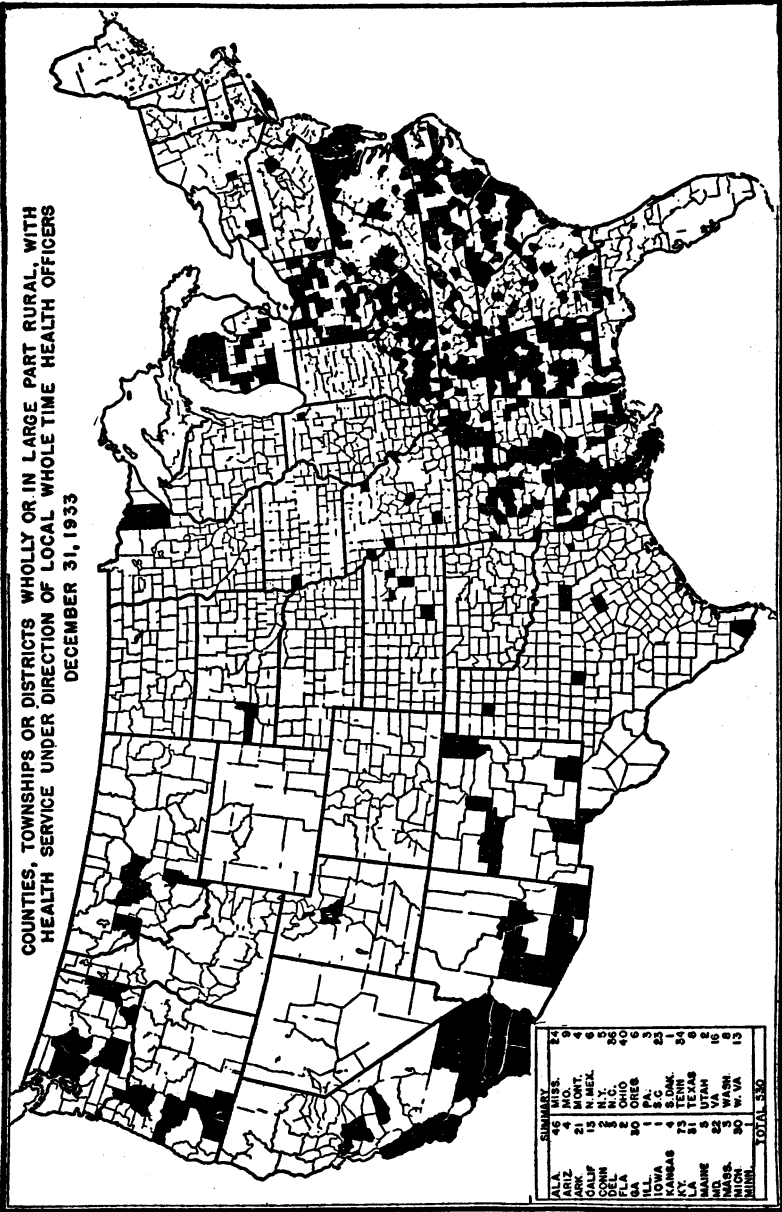 COUNTIES, TOWNSHIPS OR DISTRICTS WHOLLY OR IN LARGE PART RURAL, WITH
HEALTH SERVICE UNDER DIRECTION OF LOCAL WHOLE TIME HEALTH OFFICERS
DECEMBER 31, 1933
SUMMARY
ALA. 46 MISS. 24
ARIZ. 4 MO. 9
ARK 21 MONT. 4
CALIF 13 N.MEX. 6
CONN 2 N.Y. 5
DEL 3 N.C. 36
FLA 2 OHIO 40
GA 30 OREG 6
ILL. 1 PA. 3
IOWA 1 S.C 23
KANSAS 4 S.DAK. 1
KY. 73 TENN 34
LA 31 TEXAS 8
MAINE 5 UTAH 2
MD. 22 VA 16
MASS. 3 WASH. 8
MICH 30 W. VA 13
MINN. 1
TOTAL 530